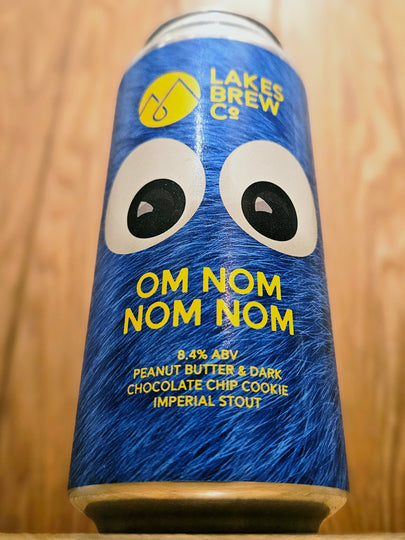 LAKES
BREW
Cº
OM NOM
NOM NOM
8.4% ABV
PEANUT BUTTER & DARK
CHOCOLATE CHIP COOKIE
IMPERIAL STOUT